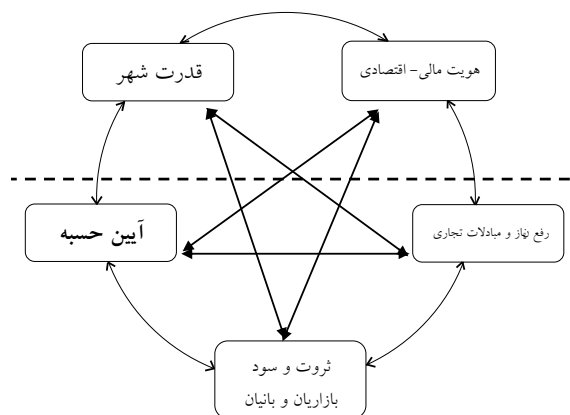 قدرت شهر
هویت مالی- اقتصادی
آیین حسبه
رفع نیاز و مبادلات تجاری
ثروت و سود
بازاریان و بانیان